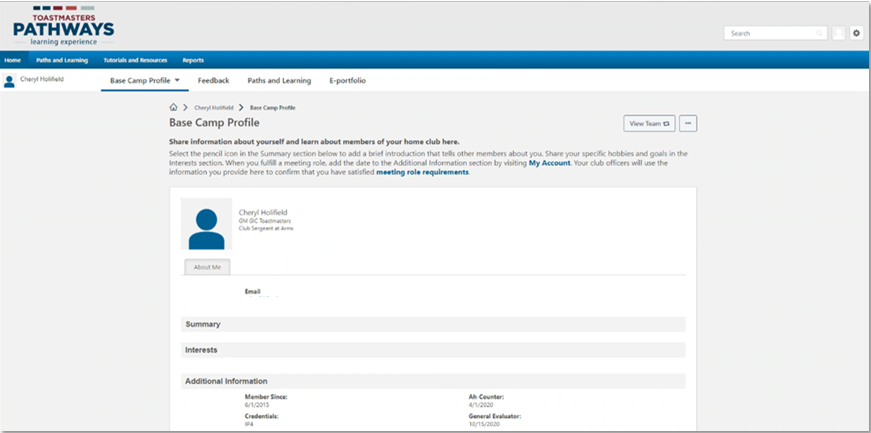 TOASTMASTERS
PATHWAYS
learning experience
Search
Home Paths and Learning Tutorials and Resources Reports
Cheryl Holifield
Base Camp Profile Feedback Paths and Learning E-portfolio
Cheryl Holifield Base Camp Profile
Base Camp Profile
View Team
Share information about yourself and learn about members of your home club here.
Select the pencil icon in the Summary section below to add a brief introduction that tells other members about you. Share your specific hobbies and goals in the
Interests section. When you fulfill a meeting role, add the date to the Additional Information section by visiting My Account. Your club officers will use the
information you provide here to confirm that you have satisfied meeting role requirements.
Cheryl Holifield
GM GIC Toastmasters
Club Sergeant at Arms
About Me
Email
Summary
Interests
Additional Information
Member Since: Ah-Counter:
6/1/2015 4/1/2020
Credentials: General Evaluator:
IP4 10/15/2020